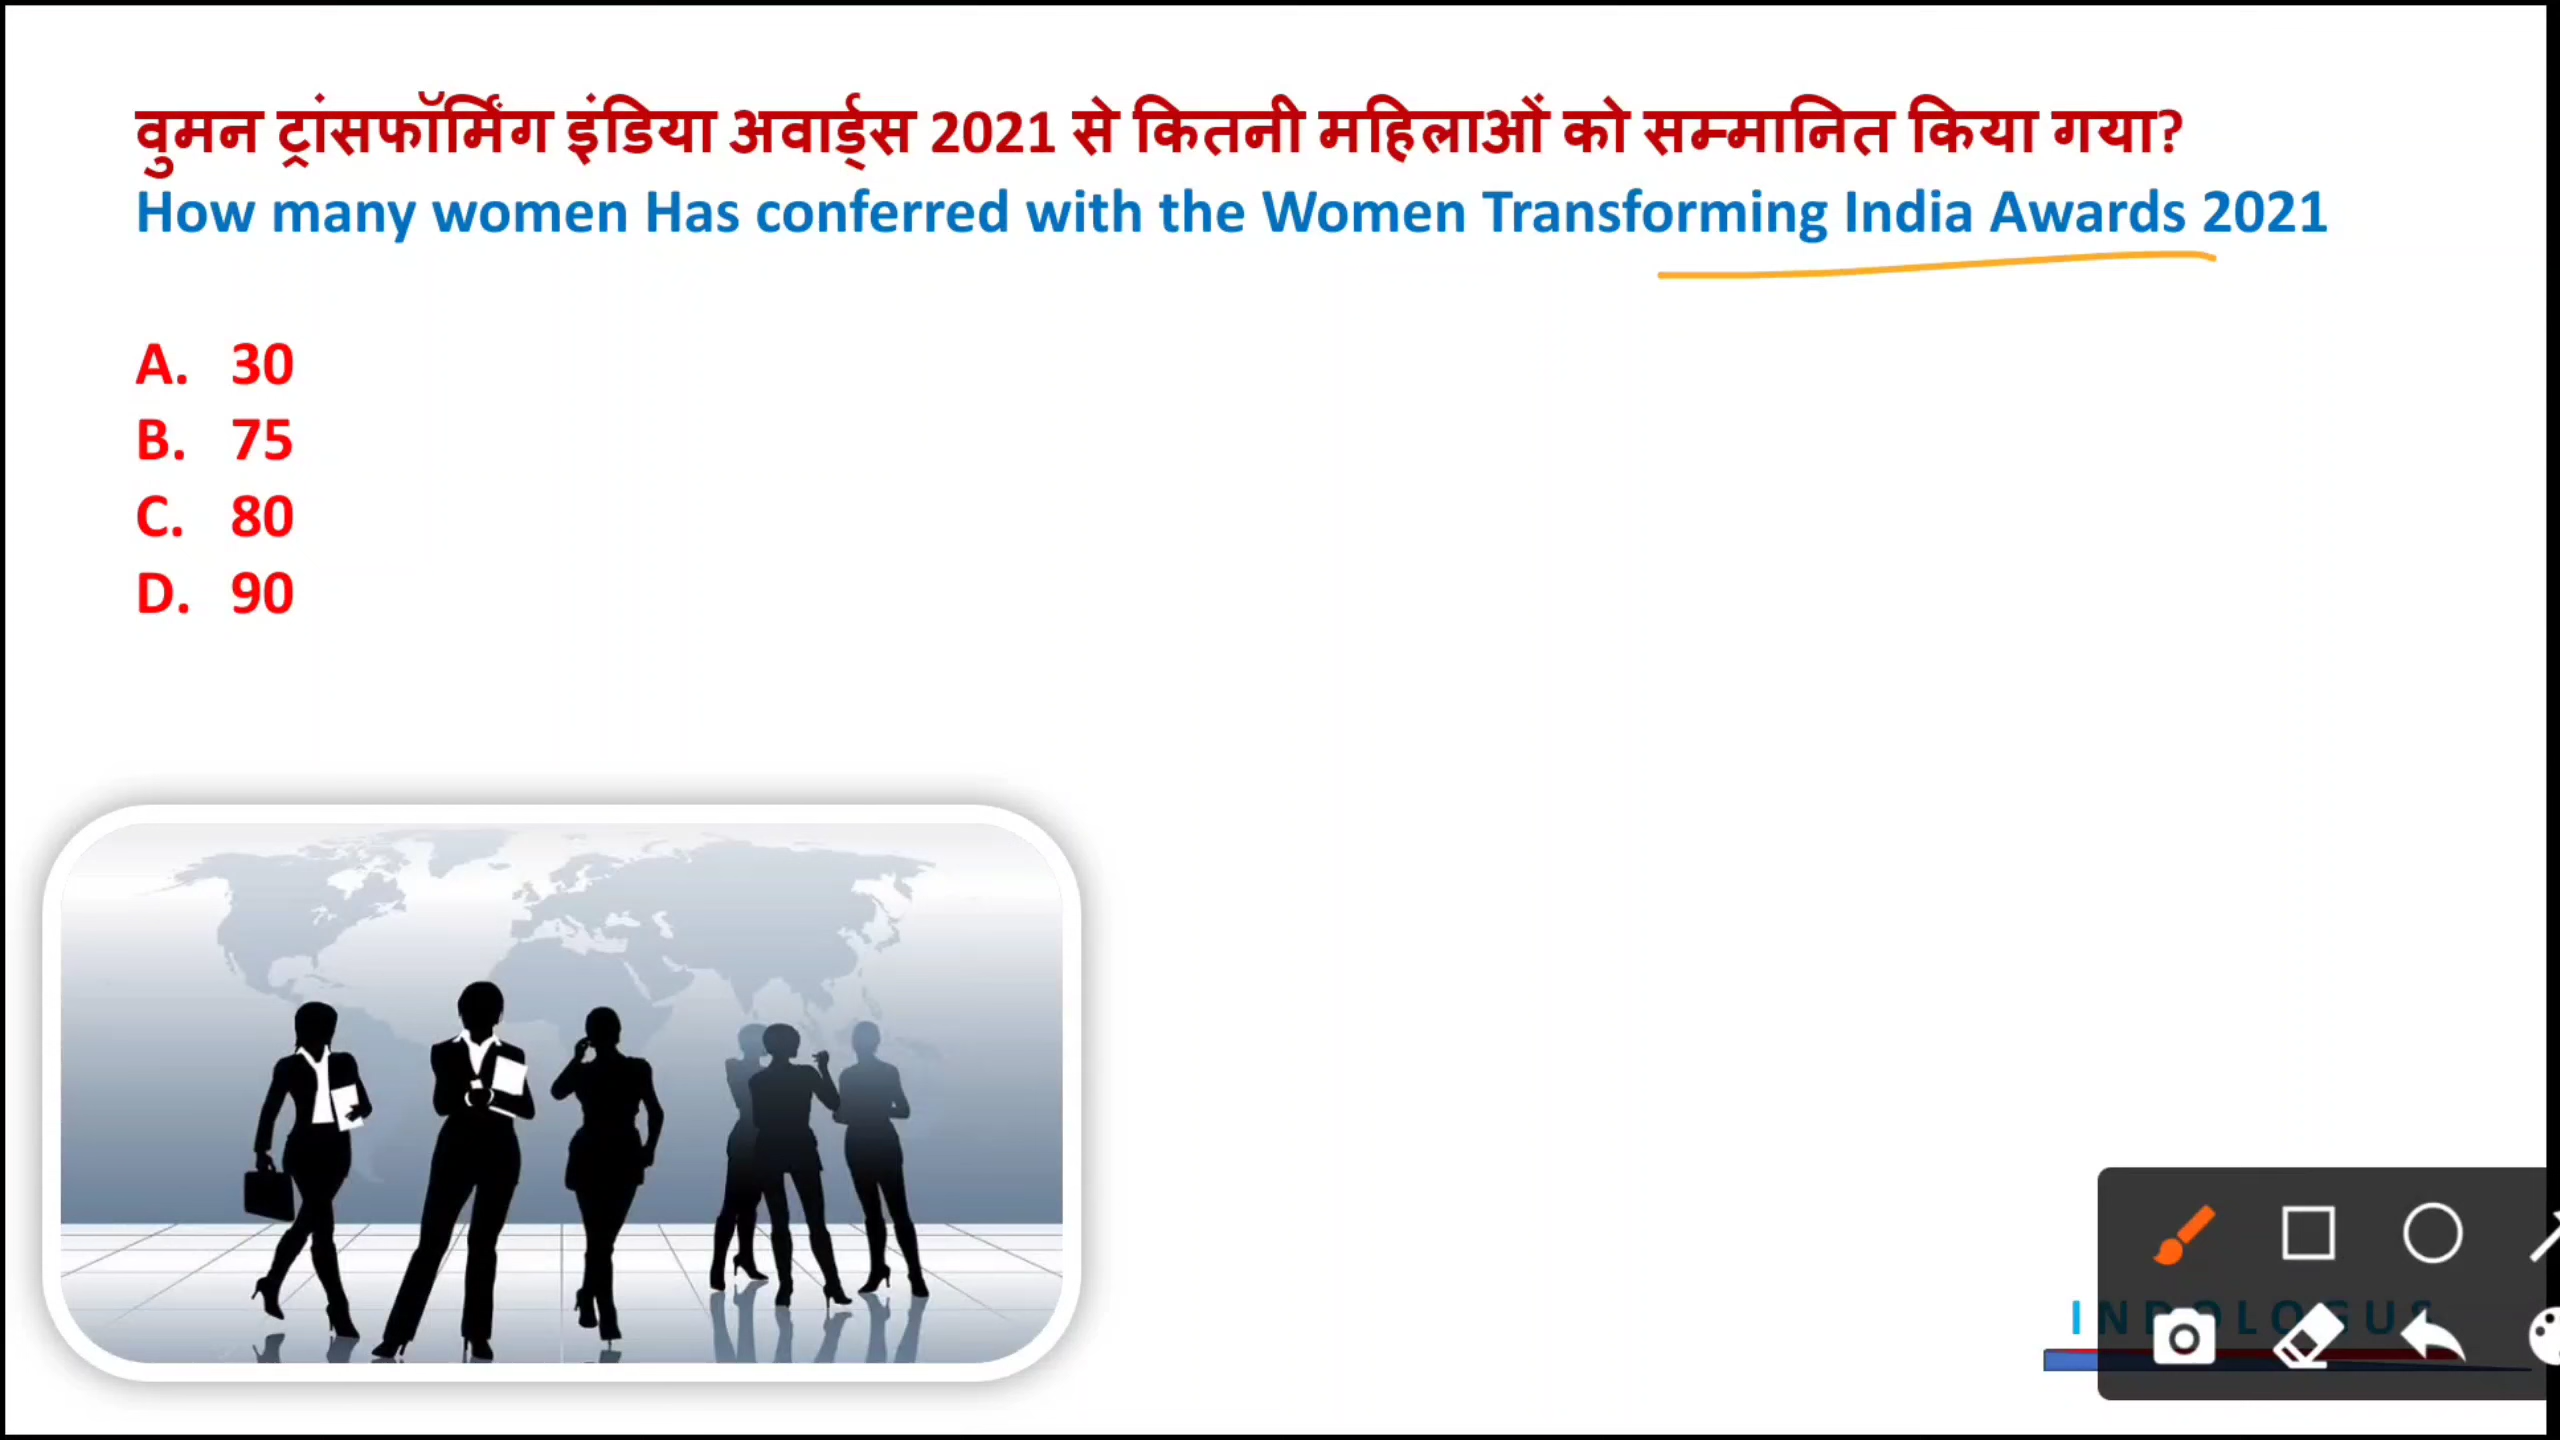 वुमन ट्रांसफॉर्मिंग इंडिया अवार्ड्स 2021 से कितनी महिलाओं को सम्मानित किया गया?
How many women Has conferred with the Women Transforming India Awards 2021
A. 30
B. 75
C. 80
D. 90
INDOLOGUS